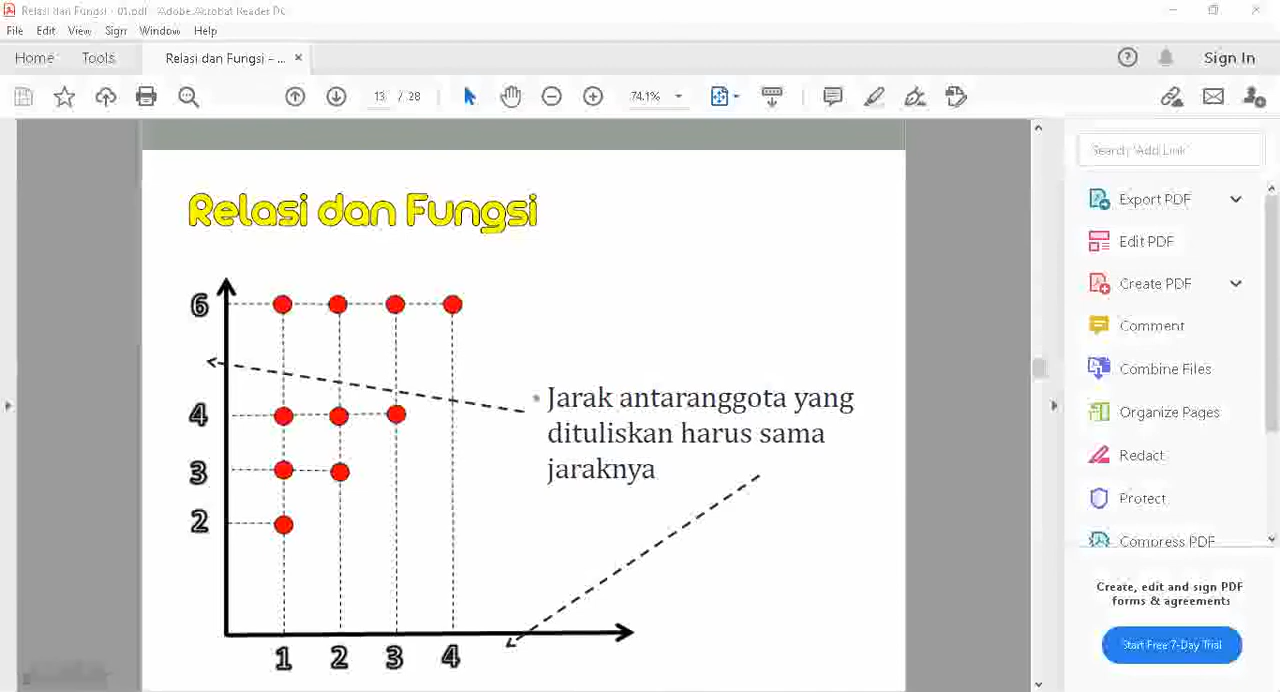 Relasi dan Fungsi - 01.pdf - Adobe Acrobat Reader DC
File Edit View Sign Window Help
Home Tools Relasi dan Fungsi – ... × Sign In
13 / 28 74.1%
Search 'Add Link'
Export PDF
Edit PDF
Create PDF
Comment
Combine Files
Organize Pages
Redact
Protect
Compress PDF
Create, edit and sign PDF
forms & agreements
Start Free 7-Day Trial
Relasi dan Fungsi
6
4
3
2
1 2 3 4
• Jarak antaranggota yang
dituliskan harus sama
jaraknya